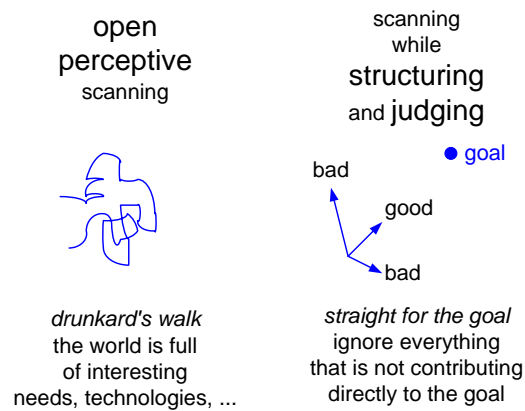 open
perceptive
scanning
drunkard's walk
the world is full
of interesting
needs, technologies, ...
scanning
while
structuring
and judging
goal
bad
good
bad
straight for the goal
ignore everything
that is not contributing
directly to the goal